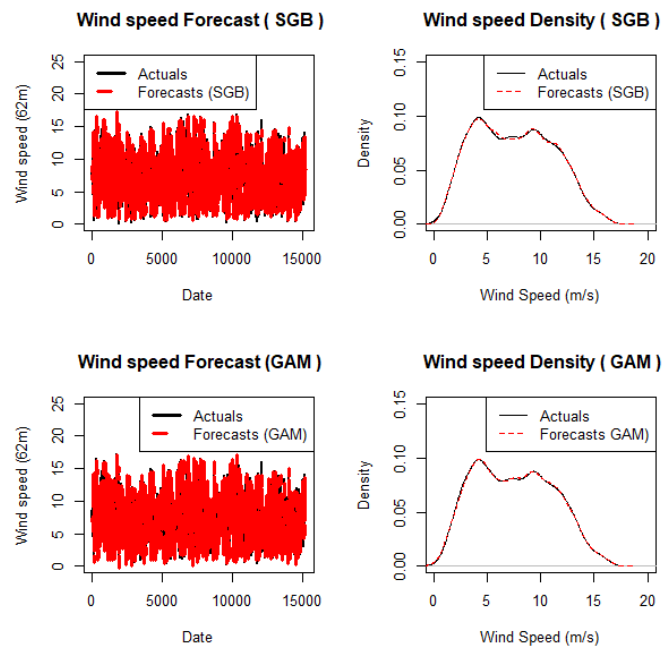 Wind speed Forecast ( SGB )
Wind speed (62m)
25
20
15
10
5
0
Actuals
Forecasts (SGB)
0 5000 10000 15000
Date
Wind speed Density ( SGB )
Density
0.15
0.10
0.05
0.00
Actuals
Forecasts (SGB)
0 5 10 15 20
Wind Speed (m/s)
Wind speed Forecast (GAM )
Wind speed (62m)
25
20
15
10
5
0
Actuals
Forecasts (GAM)
0 5000 10000 15000
Date
Wind speed Density ( GAM )
Density
0.15
0.10
0.05
0.00
Actuals
Forecasts GAM)
0 5 10 15 20
Wind Speed (m/s)